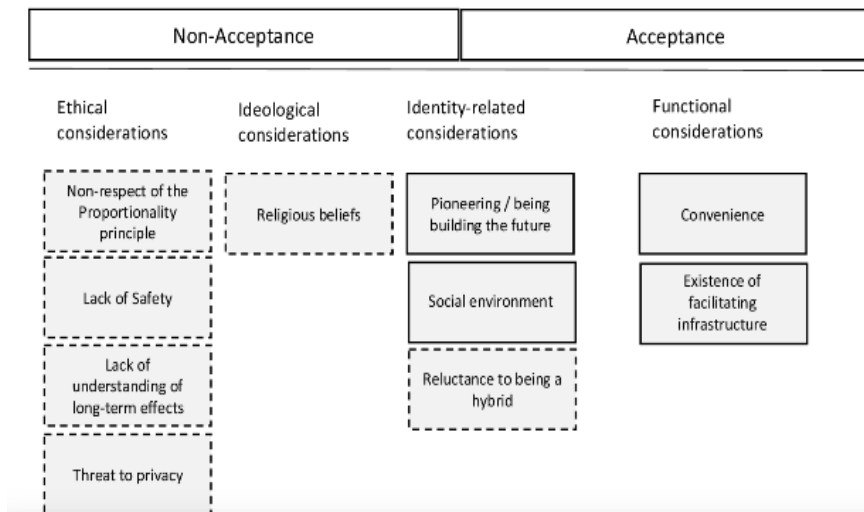 Non-Acceptance
Acceptance
Ethical
considerations
Ideological
considerations
Identity-related
considerations
Functional
considerations
Non-respect of the
Proportionality
principle
Religious beliefs
Pioneering / being
building the future
Convenience
Lack of Safety
Social environment
Existence of
facilitating
infrastructure
Lack of
understanding of
long-term effects
Reluctance to being a
hybrid
Threat to privacy